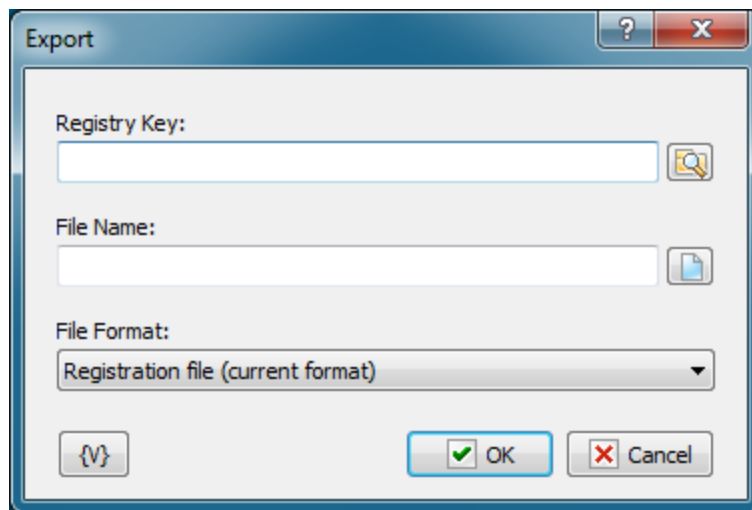 Export
?
Registry Key:
File Name:
File Format:
Registration file (current format)
{V}
OK
Cancel